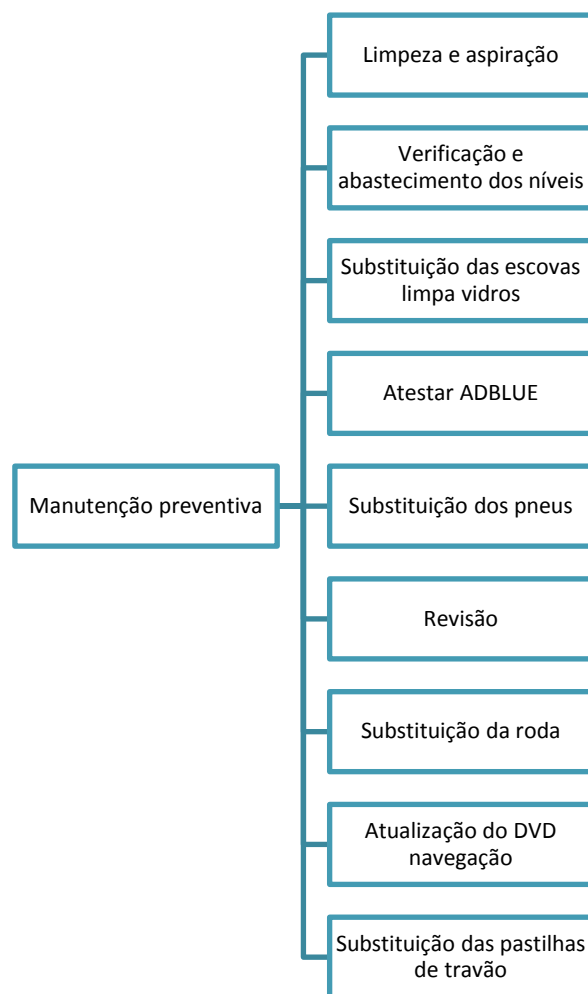 Limpeza e aspiração
Verificação e
abastecimento dos níveis
Substituição das escovas
limpa vidros
Atestar ADBLUE
Manutenção preventiva
Substituição dos pneus
Revisão
Substituição da roda
Atualização do DVD
navegação
Substituição das pastilhas
de travão